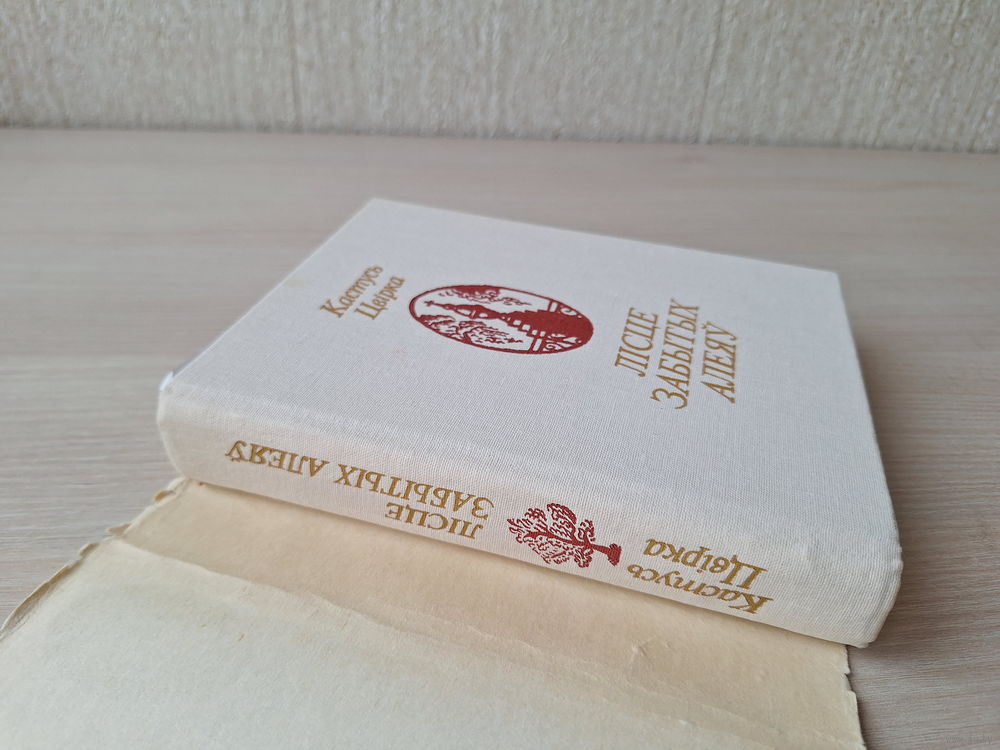 Кастусь
Цвірка
ЛІСЦЕ
ЗАБЫТЫХ
АЛЕЯЎ
Кастусь
Цвірка
ЛІСЦЕ
ЗАБЫТЫХ АЛЕЯЎ